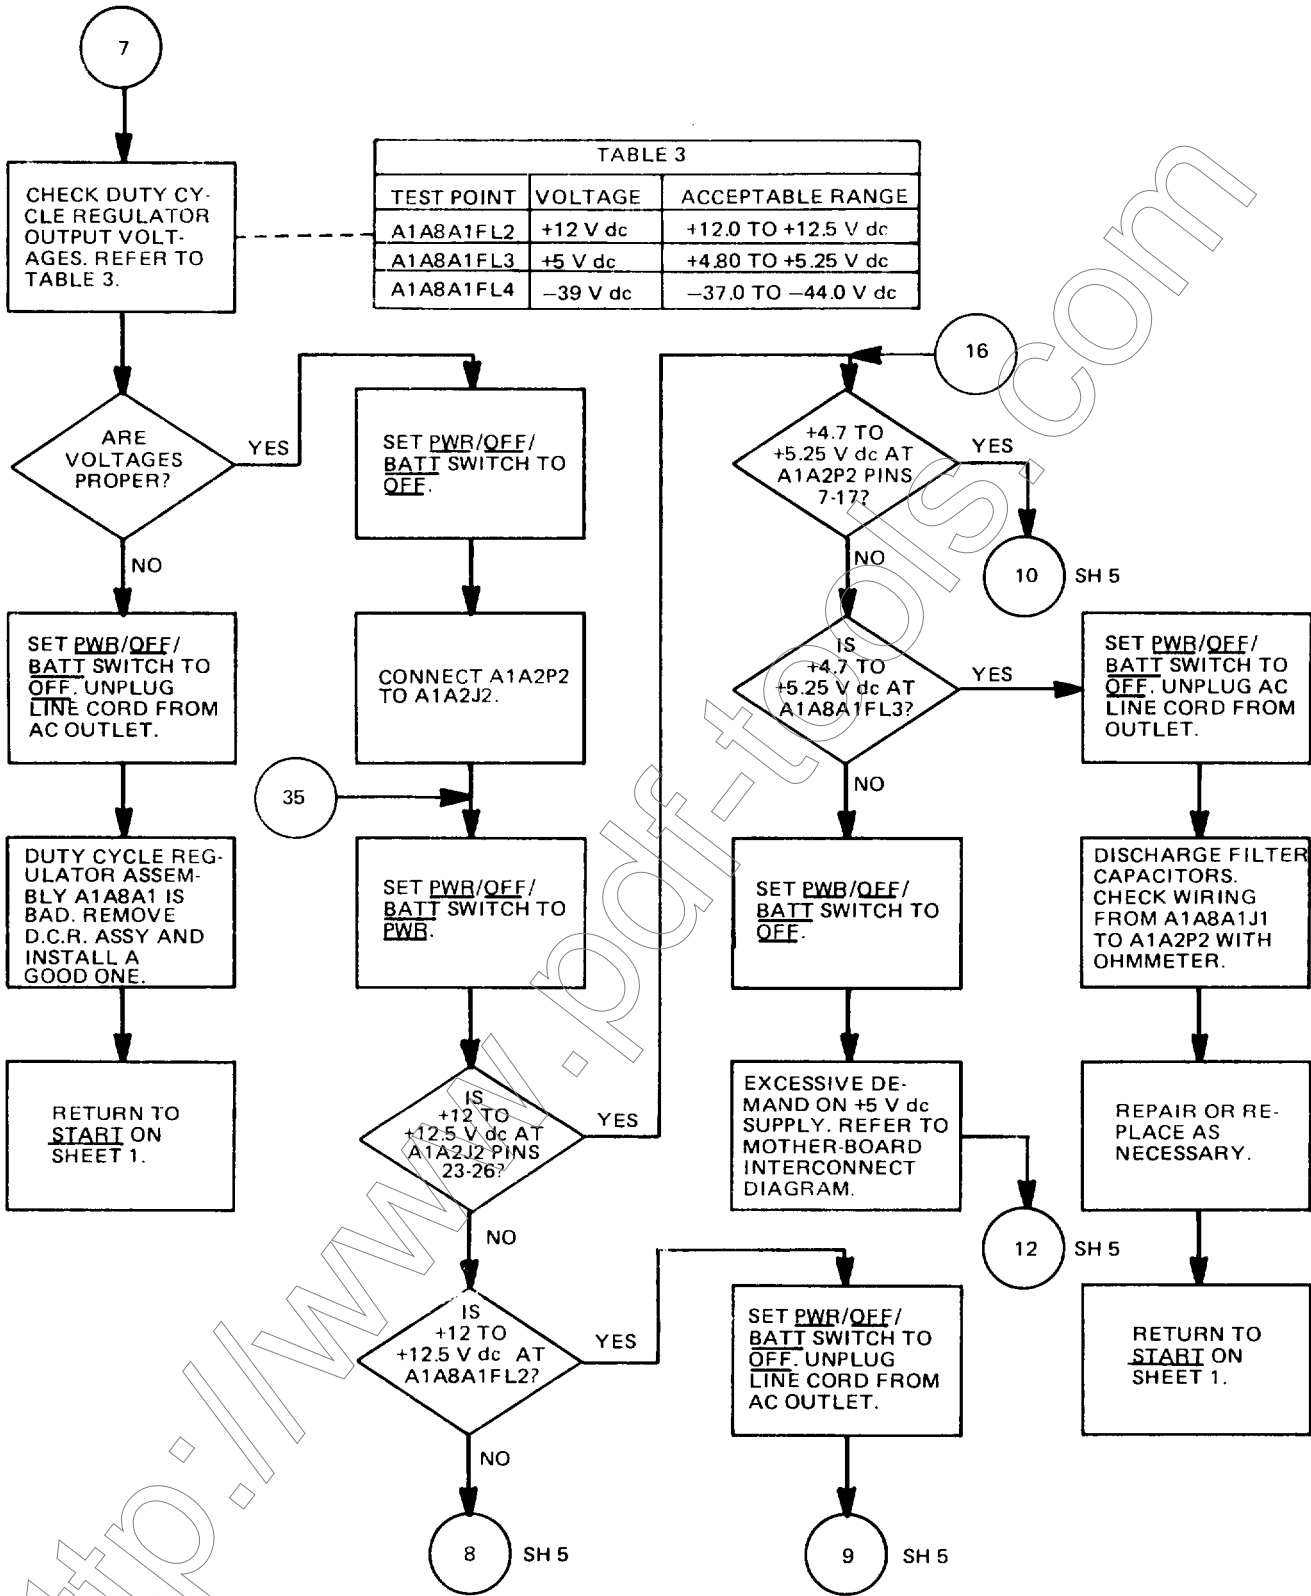 7
CHECK DUTY CY-
CLE REGULATOR
OUTPUT VOLT-
AGES. REFER TO
TABLE 3.
TABLE 3
TEST POINT VOLTAGE ACCEPTABLE RANGE
A1A8A1FL2 +12 V dc +12.0 TO +12.5 V dc
A1A8A1FL3 +5 V dc +4.80 TO +5.25 V dc
A1A8A1FL4 −39 V dc −37.0 TO −44.0 V dc
ARE
VOLTAGES
PROPER?
YES
NO
SET PWR/OFF/
BATT SWITCH TO
OFF. UNPLUG
LINE CORD FROM
AC OUTLET.
DUTY CYCLE REG-
ULATOR ASSEM-
BLY A1A8A1 IS
BAD. REMOVE
D.C.R. ASSY AND
INSTALL A
GOOD ONE.
RETURN TO
START ON
SHEET 1.
SET PWR/OFF/
BATT SWITCH TO
OFF.
CONNECT A1A2P2
TO A1A2J2.
35
SET PWR/OFF/
BATT SWITCH TO
PWR.
IS
+12 TO
+12.5 V dc AT
A1A2J2 PINS
23-26?
YES
NO
IS
+12 TO
+12.5 V dc AT
A1A8A1FL2?
YES
NO
8
SH 5
16
+4.7 TO
+5.25 V dc AT
A1A2P2 PINS
7-17?
YES
NO
10
SH 5
IS
+4.7 TO
+5.25 V dc AT
A1A8A1FL3?
YES
NO
SET PWR/OFF/
BATT SWITCH TO
OFF.
EXCESSIVE DE-
MAND ON +5 V dc
SUPPLY. REFER TO
MOTHER-BOARD
INTERCONNECT
DIAGRAM.
12
SH 5
SET PWR/OFF/
BATT SWITCH TO
OFF. UNPLUG
LINE CORD FROM
AC OUTLET.
9
SH 5
SET PWR/OFF/
BATT SWITCH TO
OFF. UNPLUG AC
LINE CORD FROM
OUTLET.
DISCHARGE FILTER
CAPACITORS.
CHECK WIRING
FROM A1A8A1J1
TO A1A2P2 WITH
OHMMETER.
REPAIR OR RE-
PLACE AS
NECESSARY.
RETURN TO
START ON
SHEET 1.
ttp://www.pdf-tools.com